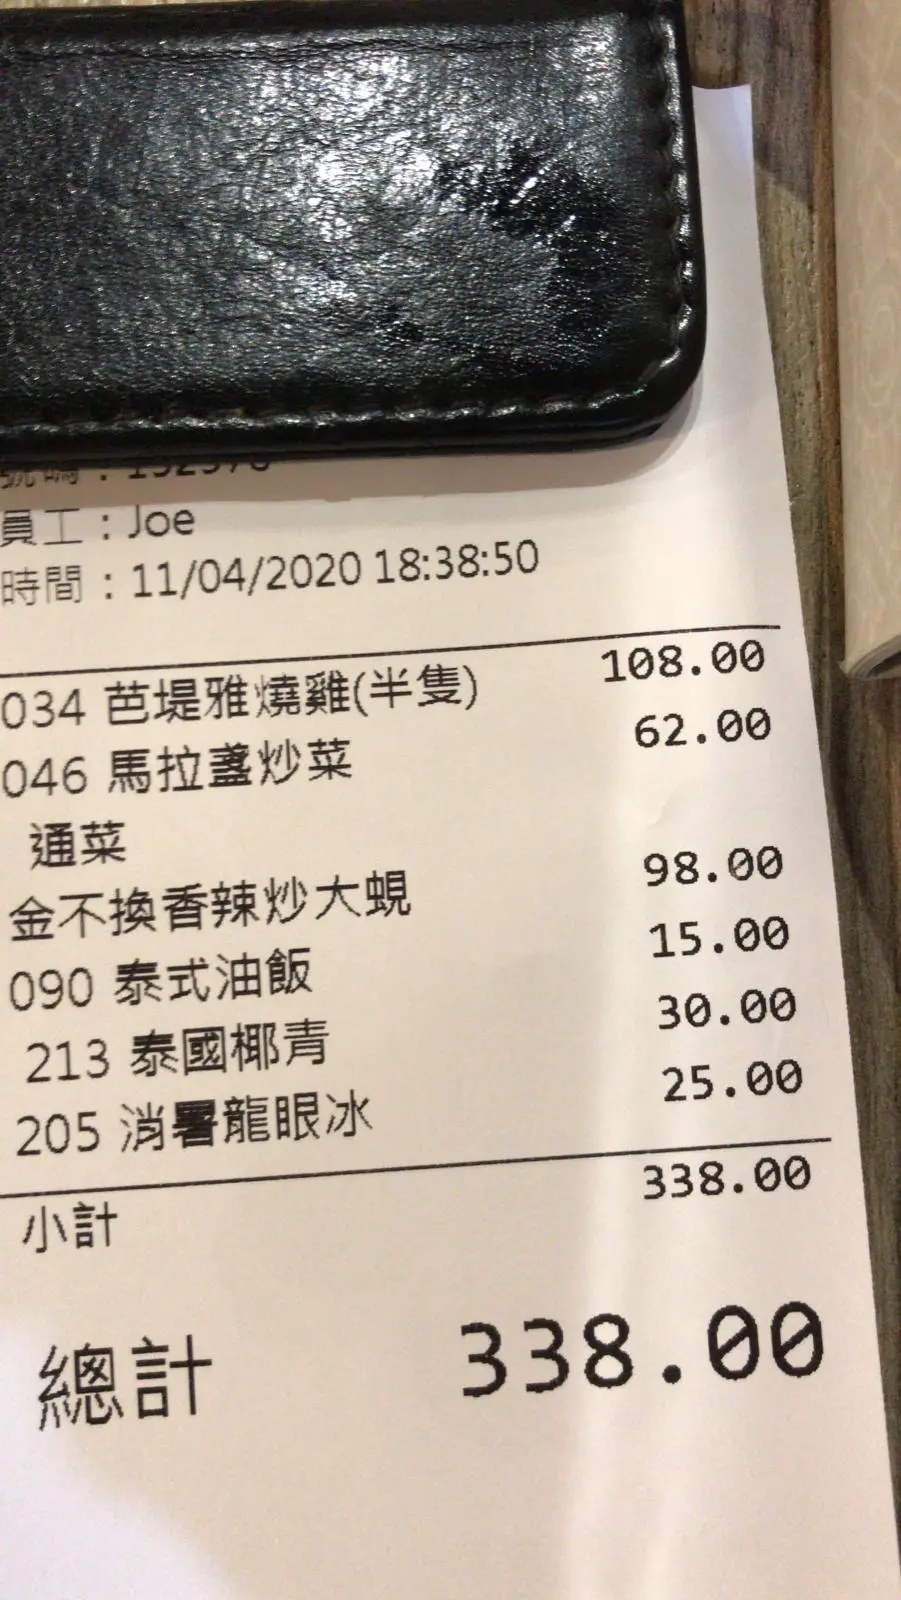 員工：Joe
時間：11/04/2020 18:38:50
034 芭堤雅燒雞(半隻) 108.00
046 馬拉盞炒菜 62.00
通菜
金不換香辣炒大蜆 98.00
090 泰式油飯 15.00
213 泰國椰青 30.00
205 消暑龍眼冰 25.00
小計 338.00
總計 338.00